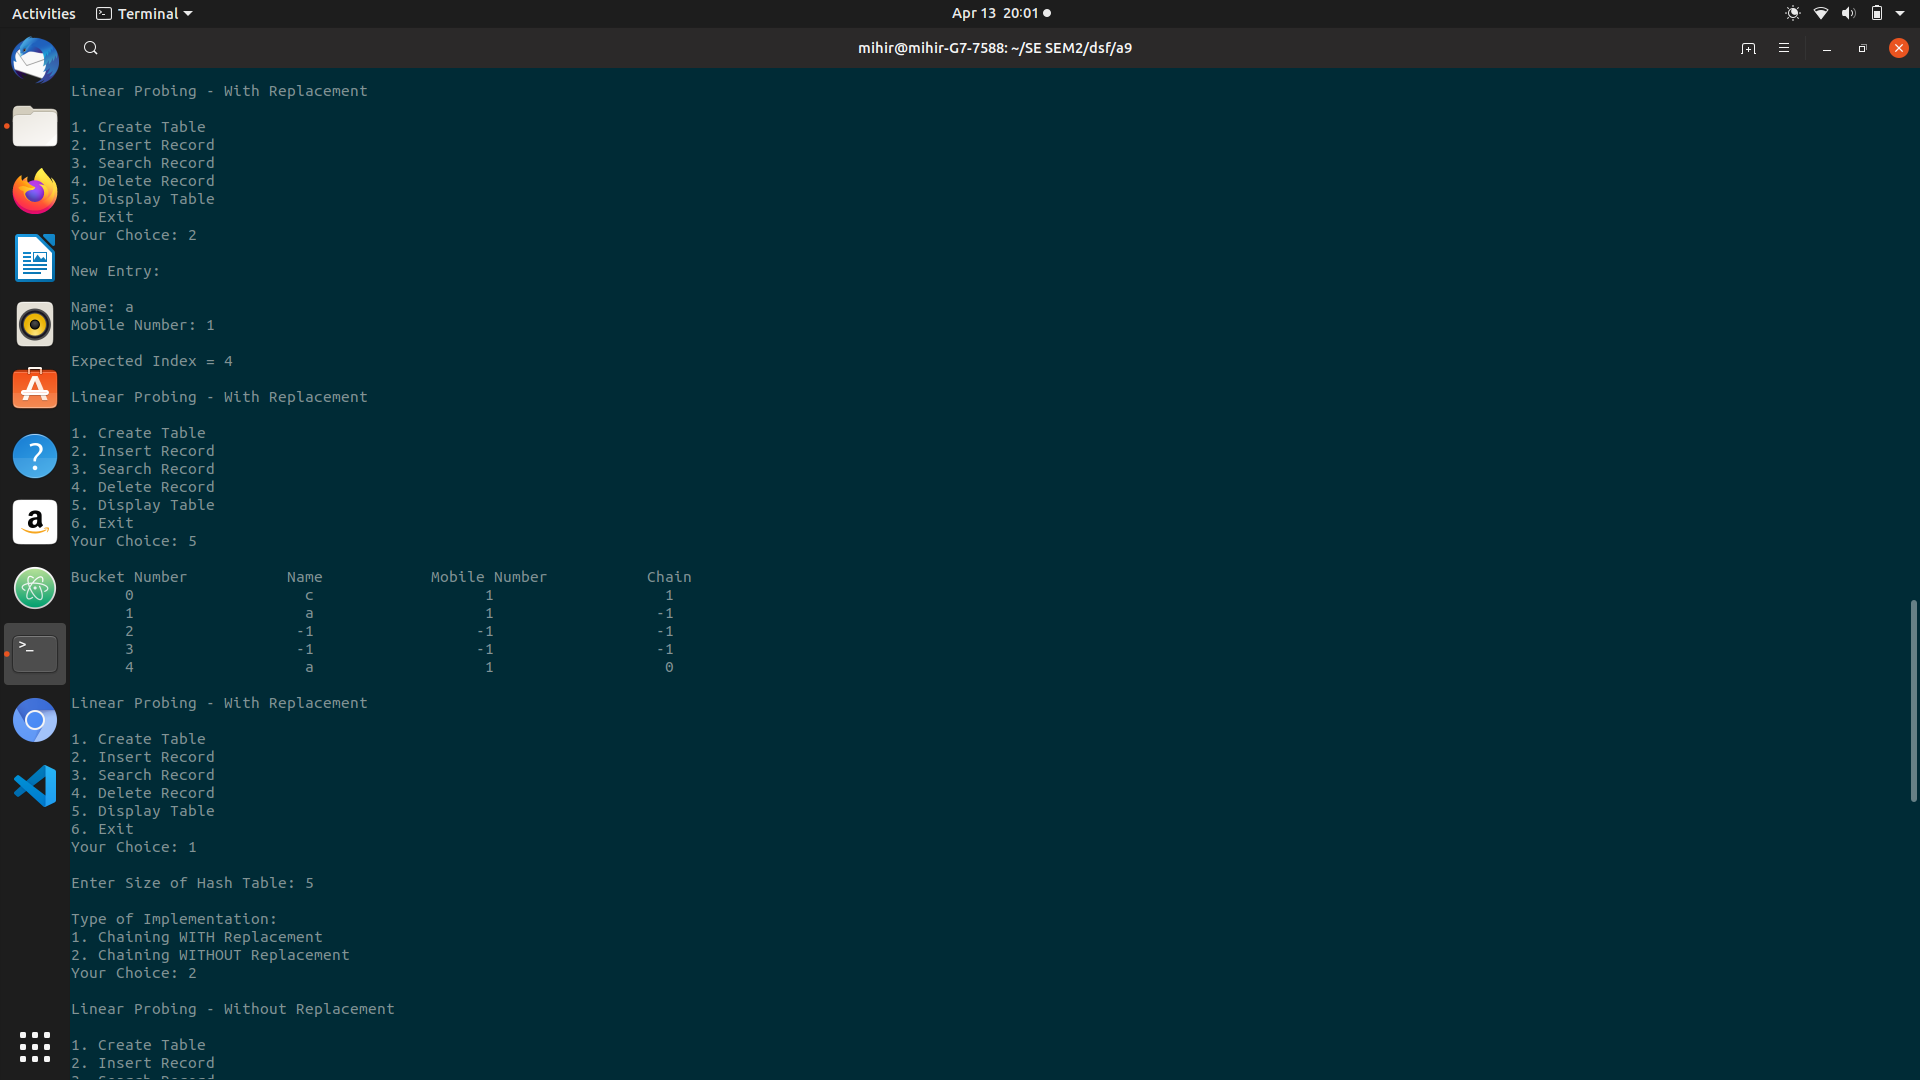 Activities Terminal Apr 13 20:01
mihir@mihir-G7-7588: ~/SE SEM2/dsf/a9
Linear Probing - With Replacement
1. Create Table
2. Insert Record
3. Search Record
4. Delete Record
5. Display Table
6. Exit
Your Choice: 2
New Entry:
Name: a
Mobile Number: 1
Expected Index = 4
Linear Probing - With Replacement
1. Create Table
2. Insert Record
3. Search Record
4. Delete Record
5. Display Table
6. Exit
Your Choice: 5
Bucket Number Name Mobile Number Chain
0 c 1 1
1 a 1 -1
2 -1 -1 -1
3 -1 -1 -1
4 a 1 0
Linear Probing - With Replacement
1. Create Table
2. Insert Record
3. Search Record
4. Delete Record
5. Display Table
6. Exit
Your Choice: 1
Enter Size of Hash Table: 5
Type of Implementation:
1. Chaining WITH Replacement
2. Chaining WITHOUT Replacement
Your Choice: 2
Linear Probing - Without Replacement
1. Create Table
2. Insert Record